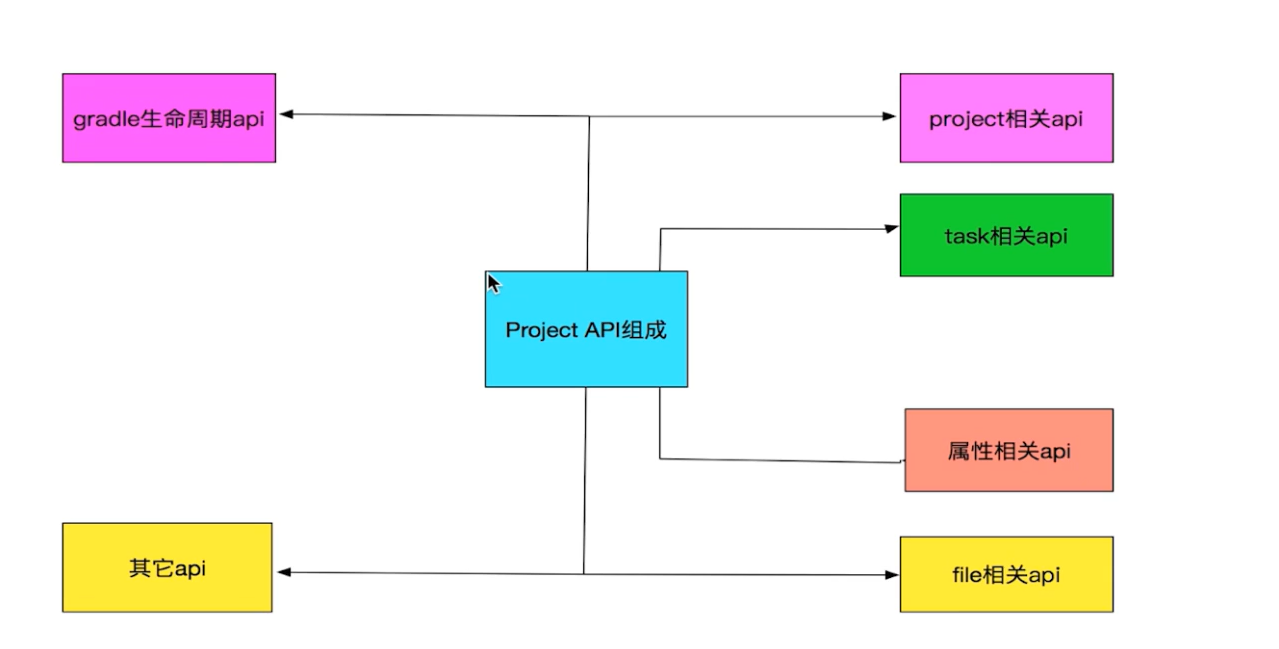 gradle生命周期api
project相关api
task相关api
Project API组成
属性相关api
其它api
file相关api